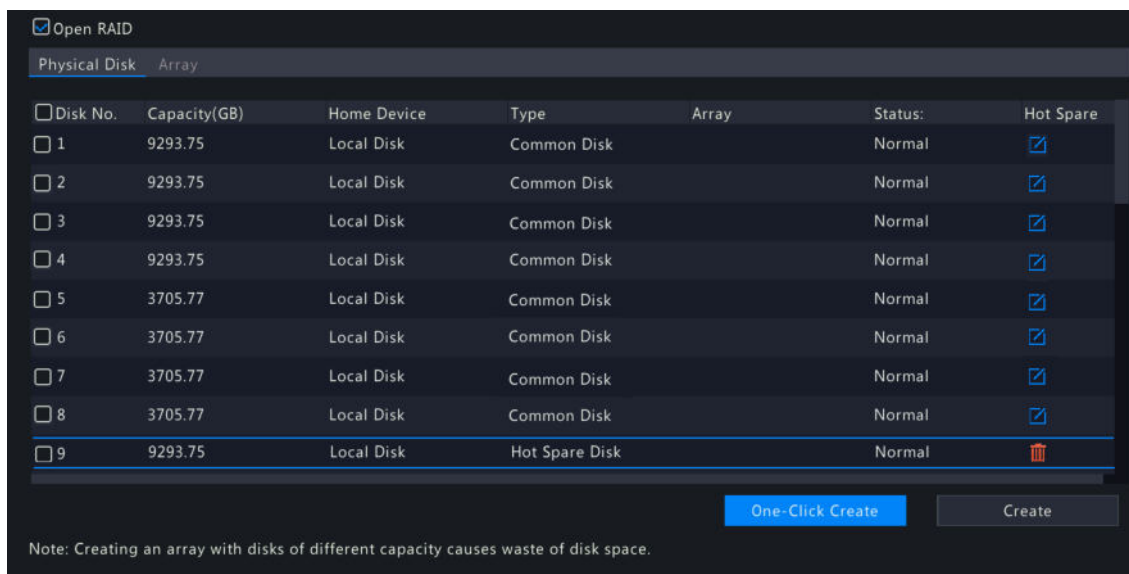 Open RAID
Physical Disk Array
Disk No. Capacity(GB) Home Device Type Array Status: Hot Spare
1 9293.75 Local Disk Common Disk Normal
2 9293.75 Local Disk Common Disk Normal
3 9293.75 Local Disk Common Disk Normal
4 9293.75 Local Disk Common Disk Normal
5 3705.77 Local Disk Common Disk Normal
6 3705.77 Local Disk Common Disk Normal
7 3705.77 Local Disk Common Disk Normal
8 3705.77 Local Disk Common Disk Normal
9 9293.75 Local Disk Hot Spare Disk Normal
One-Click Create Create
Note: Creating an array with disks of different capacity causes waste of disk space.